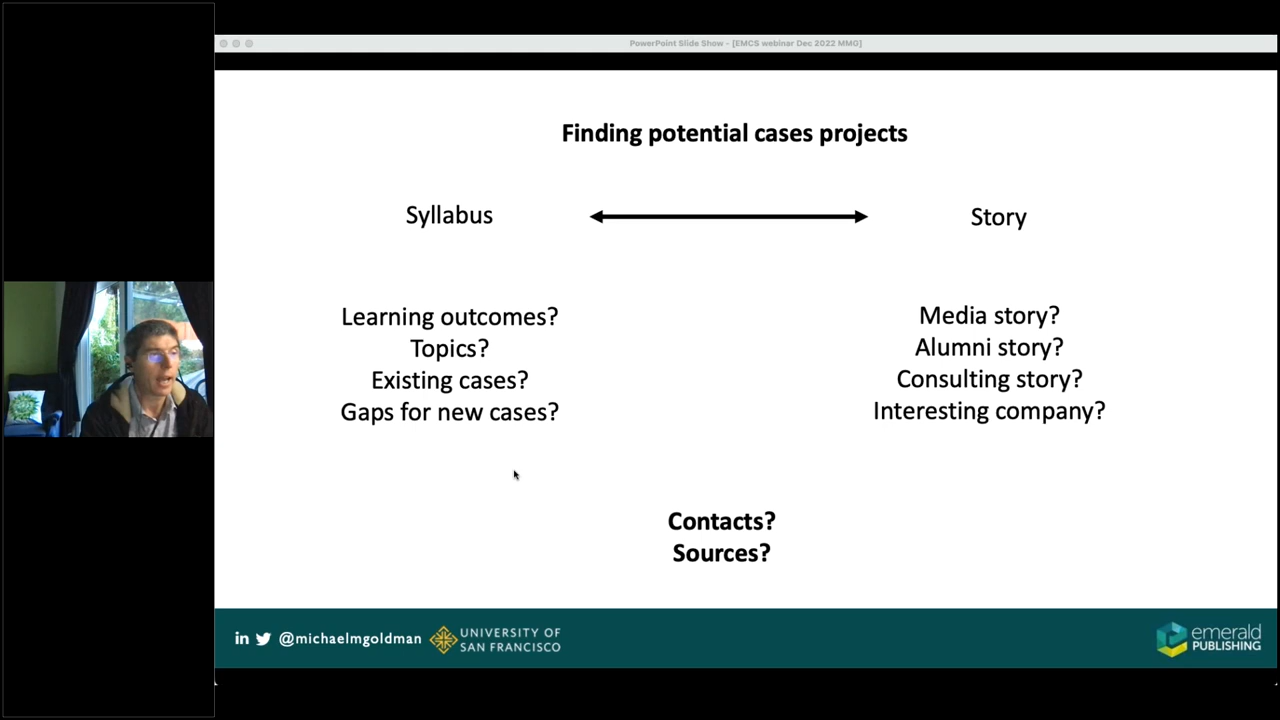 PowerPoint Slide Show - [EMCS webinar Dec 2022 MMG]
Finding potential cases projects
Syllabus
Story
Learning outcomes?
Topics?
Existing cases?
Gaps for new cases?
Media story?
Alumni story?
Consulting story?
Interesting company?
Contacts?
Sources?
in @michaelmgoldman
UNIVERSITY OF
SAN FRANCISCO
emerald
PUBLISHING